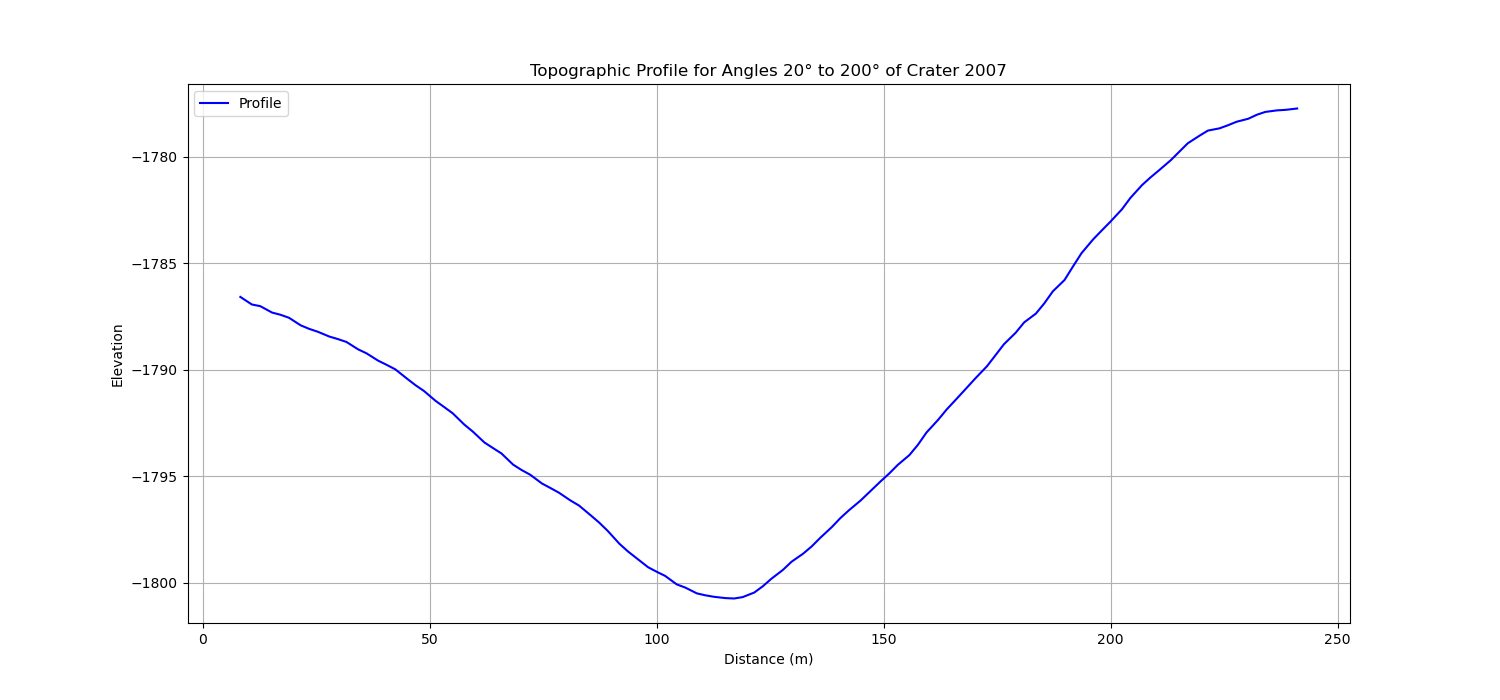 Topographic Profile for Angles 20° to 200° of Crater 2007
Profile
−1780
−1785
−1790
−1795
−1800
Elevation
0 50 100 150 200 250
Distance (m)